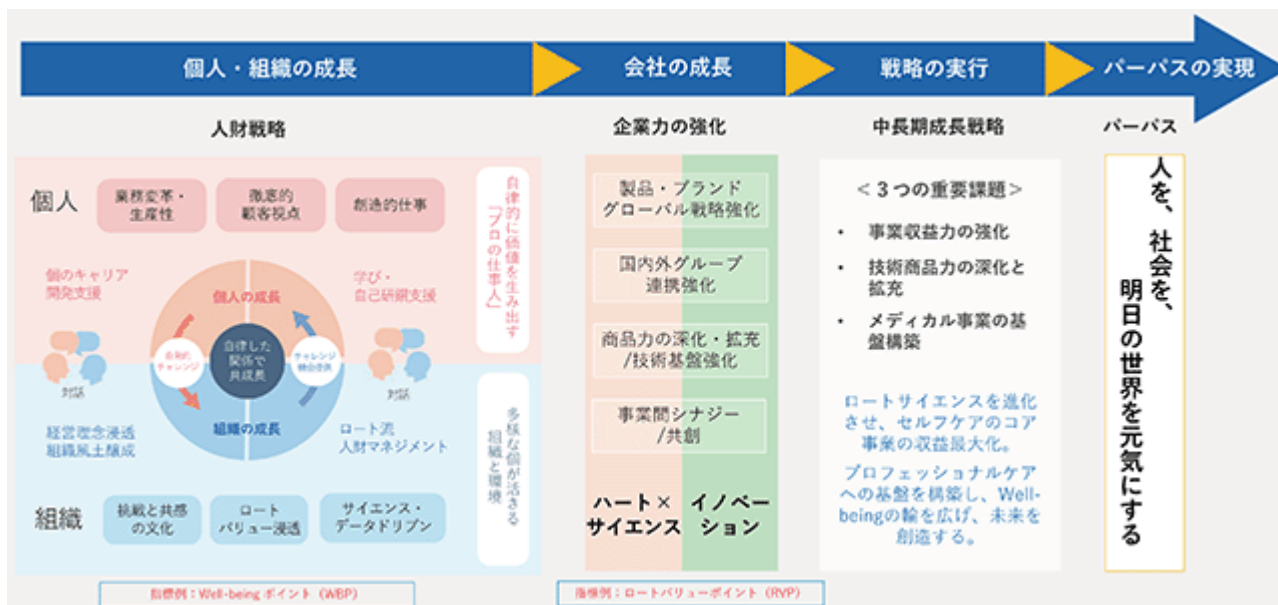 個人・組織の成長
会社の成長
戦略の実行
パーパスの実現
人財戦略
企業力の強化
中長期成長戦略
パーパス
個人
業務変革・
生産性
徹底的
顧客視点
創造的仕事
自律的に価値を生み出す
「プロの仕事人」
個のキャリア
開発支援
個人の成長
学び・
自己研鑽支援
自発的
チャレンジ
自律した
関係で
共成長
チャレンジ
機会提供
対話
対話
経営理念浸透
組織風土醸成
組織の成長
ロート流
人財マネジメント
多様な個が活きる
組織と環境
組織
挑戦と共感
の文化
ロート
バリュー浸透
サイエンス・
データドリブン
指標例：Well-being ポイント（WBP）
製品・ブランド
グローバル戦略強化
国内外グループ
連携強化
商品力の深化・拡充
/技術基盤強化
事業間シナジー
/共創
ハート×
サイエンス
イノベー
ション
指標例：ロートバリューポイント（RVP）
＜３つの重要課題＞
• 事業収益力の強化
• 技術商品力の深化と
拡充
• メディカル事業の基
盤構築
ロートサイエンスを進化
させ、セルフケアのコア
事業の収益最大化。
プロフェッショナルケア
への基盤を構築し、Well-
beingの輪を広げ、未来を
創造する。
人を、社会を、
明日の世界を元気にする